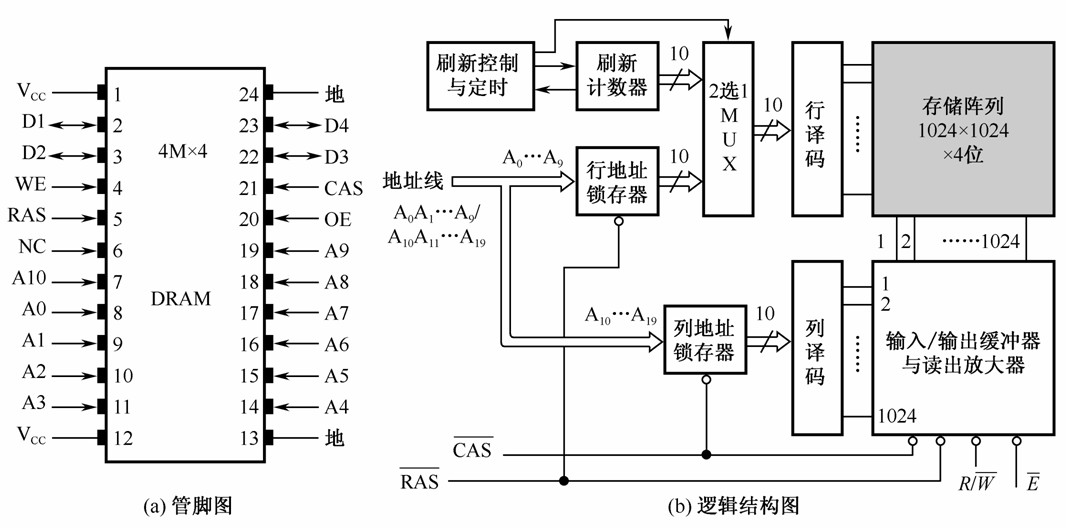 V_CC 1 24 地
D1 2 23 D4
D2 3 4M×4 22 D3
WE 4 21 CAS
RAS 5 20 OE
NC 6 19 A9
A10 7 DRAM 18 A8
A0 8 17 A7
A1 9 16 A6
A2 10 15 A5
A3 11 14 A4
V_CC 12 13 地
(a) 管脚图
刷新控制
与定时
刷新
计数器
10
2选1
M
U
X
10
行
译
码
……
存储阵列
1024×1024
×4位
地址线
A₀A₁…A₉/
A₁₀A₁₁…A₁₉
A₀…A₉
行地址
锁存器
10
1 2 ……1024
A₁₀…A₁₉
列地址
锁存器
10
列
译
码
……
1
2
1024
输入/输出缓冲器
与读出放大器
C̅A̅S̅
R̅A̅S̅
R/W̅
E̅
(b) 逻辑结构图